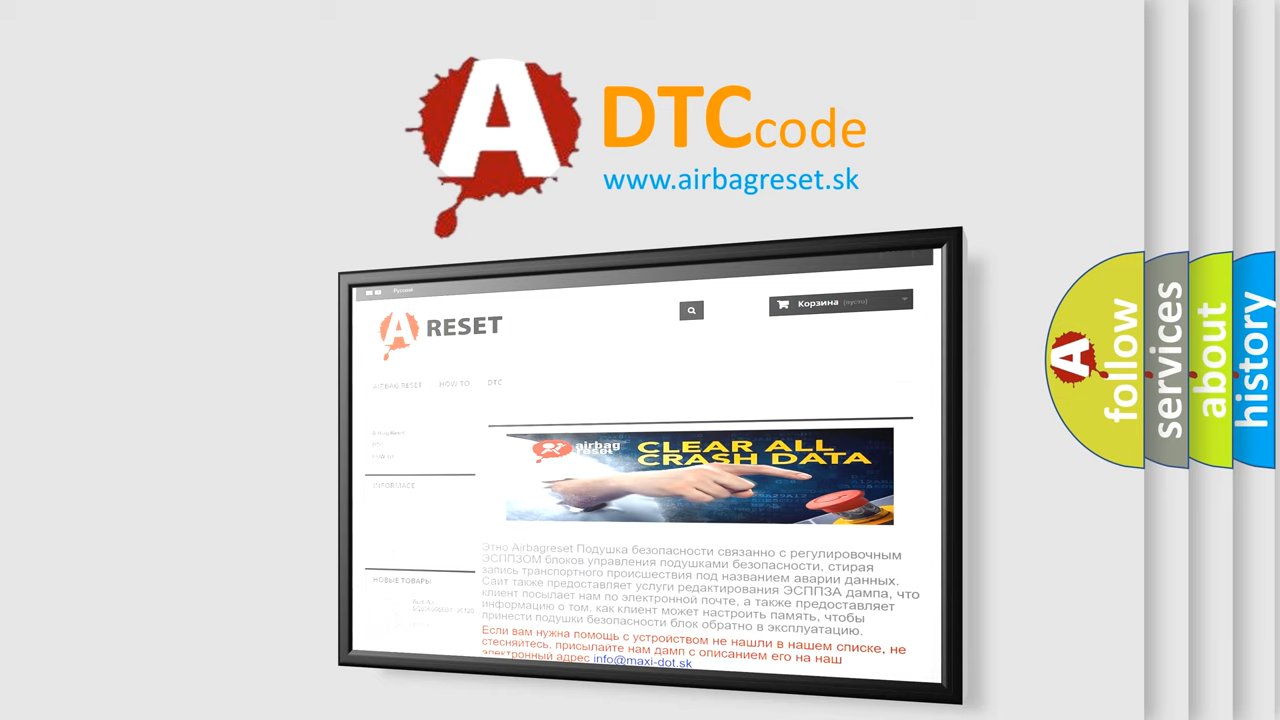 A
DTCcode
www.airbagreset.sk
Русский
A RESET
Корзина (пусто)
AIRBAG RESET HOW TO DTC
DTC
INFORMACE
НОВЫЕ ТОВАРЫ
airbag
reset
CLEAR ALL
CRASH DATA
Этно Airbagreset Подушка безопасности связанно с регулировочным
ЭСППЗОМ блоков управления подушками безопасности, стирая
запись транспортного происшествия под названием аварии данных.
Сайт также предоставляет услуги редактирования ЭСППЗА дампа, что
клиент посылает нам по электронной почте, а также предоставляет
информацию о том, как клиент может настроить память, чтобы
принести подушки безопасности блок обратно в эксплуатацию.
Если вам нужна помощь с устройством не нашли в нашем списке, не
стесняйтесь, присылайте нам дамп с описанием его на наш
электронный адрес info@maxi-dot.sk
A
follow
services
about
history